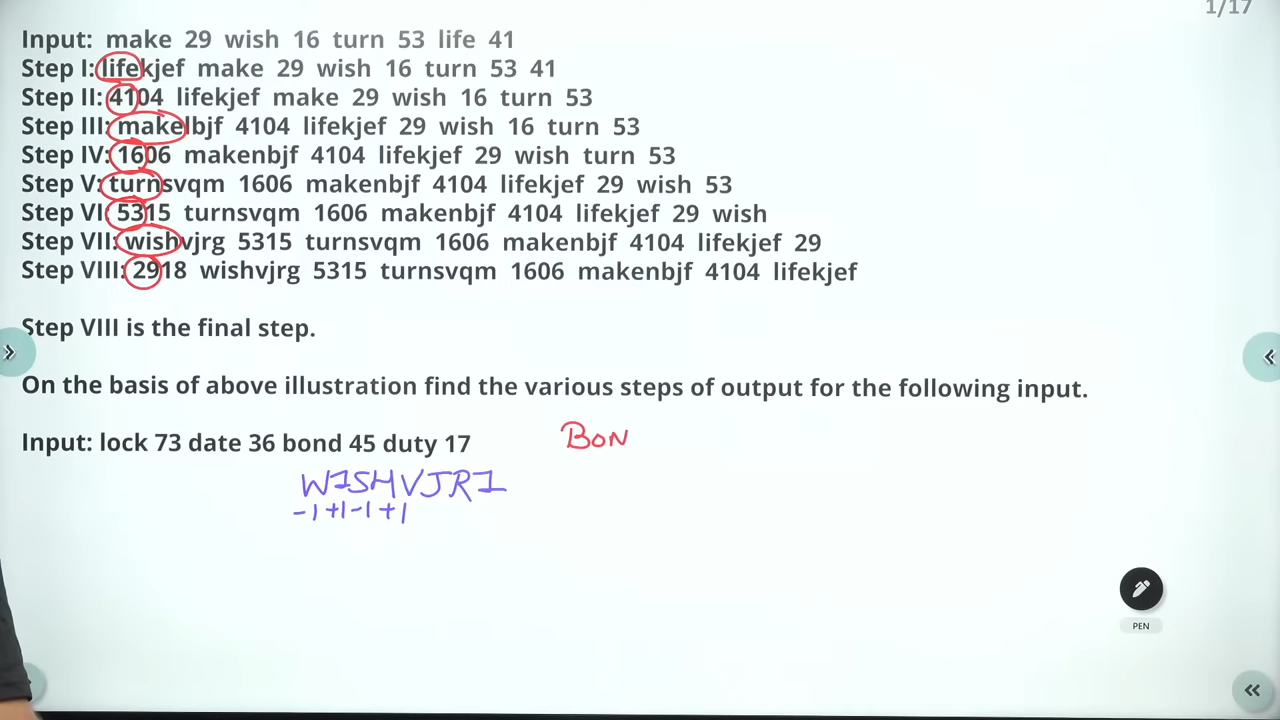 1/17
Input: make 29 wish 16 turn 53 life 41
Step I: lifekjef make 29 wish 16 turn 53 41
Step II: 4104 lifekjef make 29 wish 16 turn 53
Step III: makelbjf 4104 lifekjef 29 wish 16 turn 53
Step IV: 1606 makenbjf 4104 lifekjef 29 wish turn 53
Step V: turnsvqm 1606 makenbjf 4104 lifekjef 29 wish 53
Step VI: 5315 turnsvqm 1606 makenbjf 4104 lifekjef 29 wish
Step VII: wishvjrg 5315 turnsvqm 1606 makenbjf 4104 lifekjef 29
Step VIII: 2918 wishvjrg 5315 turnsvqm 1606 makenbjf 4104 lifekjef
Step VIII is the final step.
On the basis of above illustration find the various steps of output for the following input.
Input: lock 73 date 36 bond 45 duty 17
BON
WISHVJRI
-1 +1 -1 +1
PEN